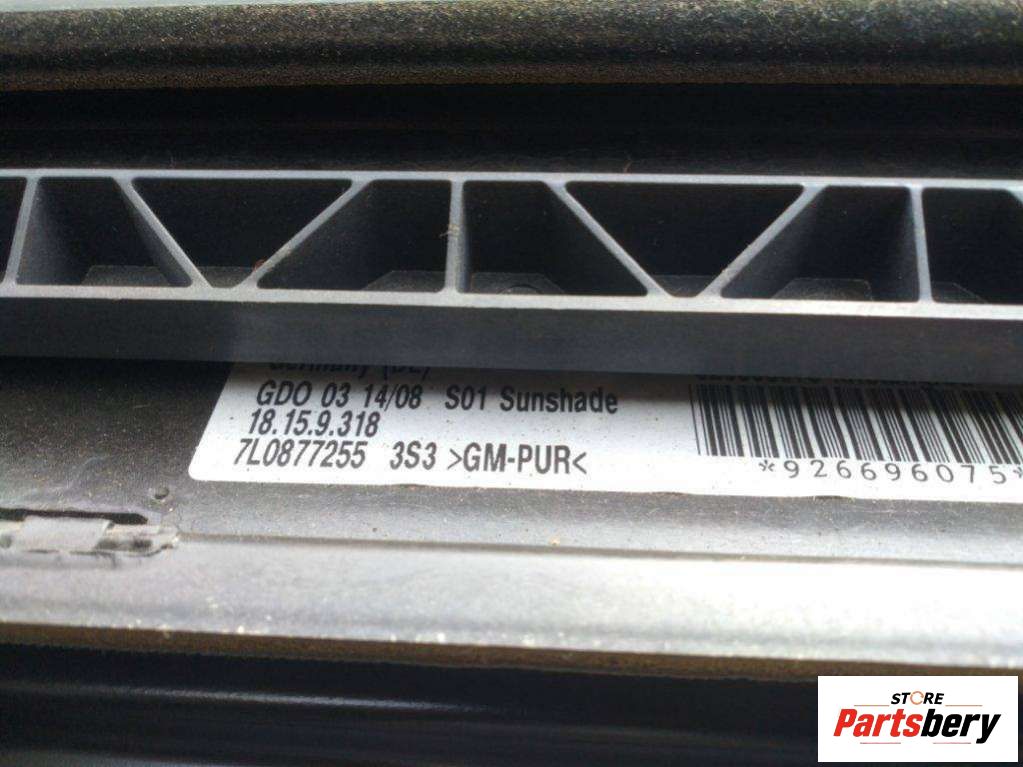 GDO 03 14/08 S01 Sunshade
18.15.9.318
7L0877255 3S3 >GM-PUR<
*926696075*
STORE
Partsbery